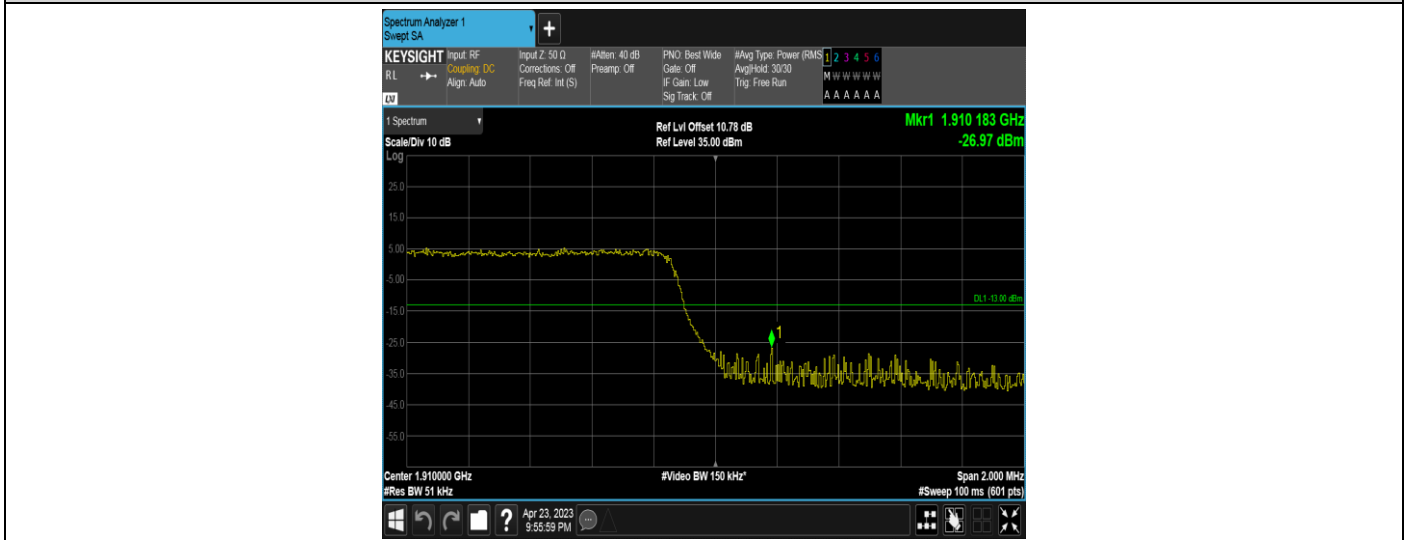 Spectrum Analyzer 1
Swept SA
+
KEYSIGHT Input: RF Input Z: 50 Ω #Atten: 40 dB PNO: Best Wide #Avg Type: Power (RMS 1 2 3 4 5 6
RL Coupling: DC Corrections: Off Preamp: Off Gate: Off Avg|Hold: 30/30 M W W W W W
Align: Auto Freq Ref: Int (S) IF Gain: Low Trig: Free Run
LXI Sig Track: Off A A A A A A
1 Spectrum
Ref Lvl Offset 10.78 dB Mkr1 1.910 183 GHz
Scale/Div 10 dB Ref Level 35.00 dBm -26.97 dBm
Log
25.0
15.0
5.00
-5.00
DL1 -13.00 dBm
-15.0
1
-25.0
-35.0
-45.0
-55.0
Center 1.910000 GHz #Video BW 150 kHz* Span 2.000 MHz
#Res BW 51 kHz #Sweep 100 ms (601 pts)
? Apr 23, 2023
9:55:59 PM